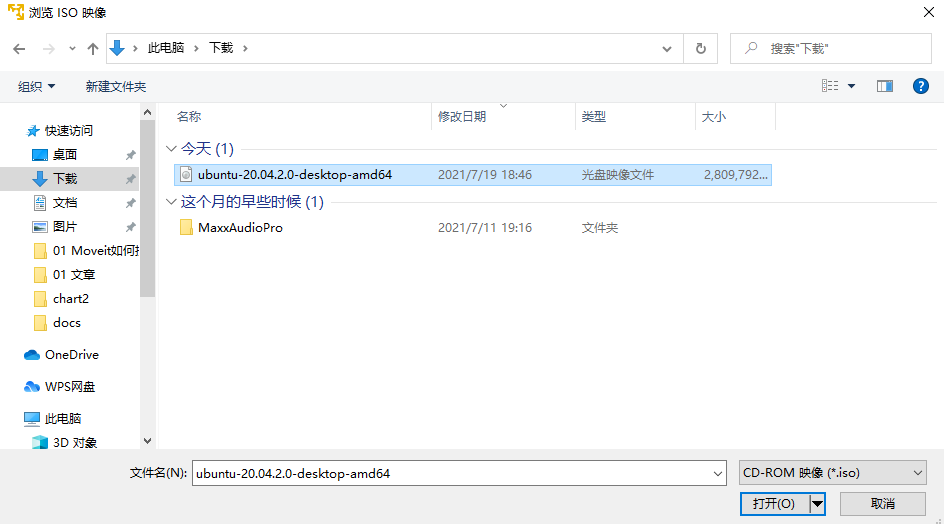 浏览 ISO 映像
此电脑 下载
搜索"下载"
组织 新建文件夹
名称 修改日期 类型 大小
快速访问
桌面
下载
文档
图片
01 Moveit如何
01 文章
chart2
docs
OneDrive
WPS网盘
此电脑
3D 对象
今天 (1)
ubuntu-20.04.2.0-desktop-amd64 2021/7/19 18:46 光盘映像文件 2,809,792...
这个月的早些时候 (1)
MaxxAudioPro 2021/7/11 19:16 文件夹
文件名(N): ubuntu-20.04.2.0-desktop-amd64 CD-ROM 映像 (*.iso)
打开(O) 取消